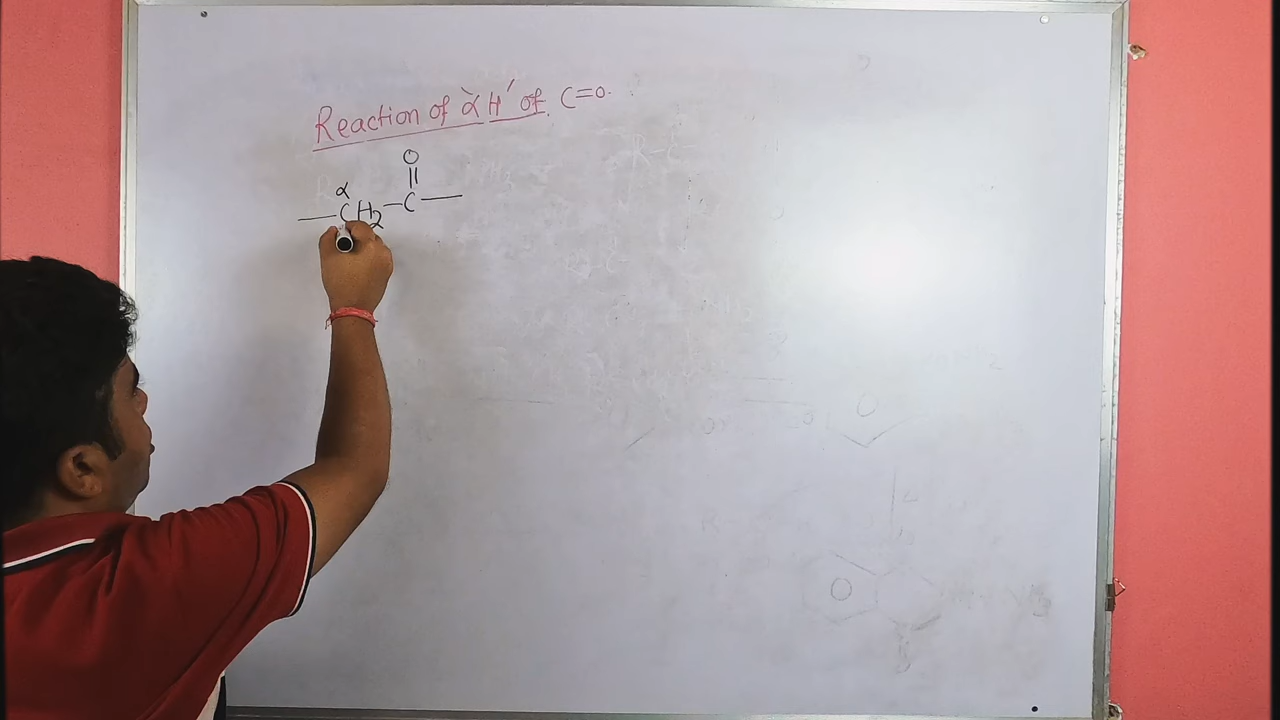 Reaction of 'α H' of C=O.
O
α
—CH2—C—